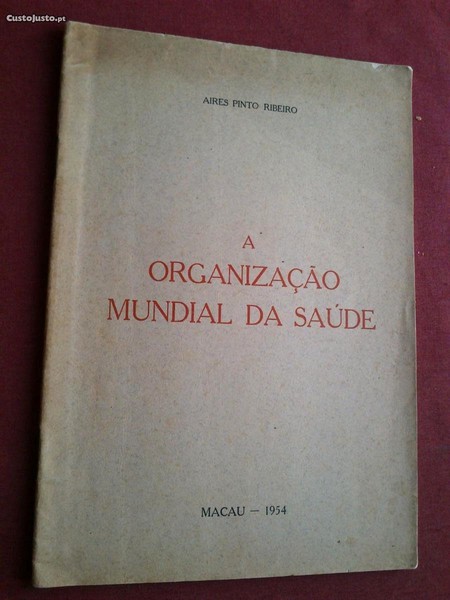 CustoJusto.pt
AIRES PINTO RIBEIRO
A
ORGANIZAÇÃO
MUNDIAL DA SAÚDE
MACAU — 1954